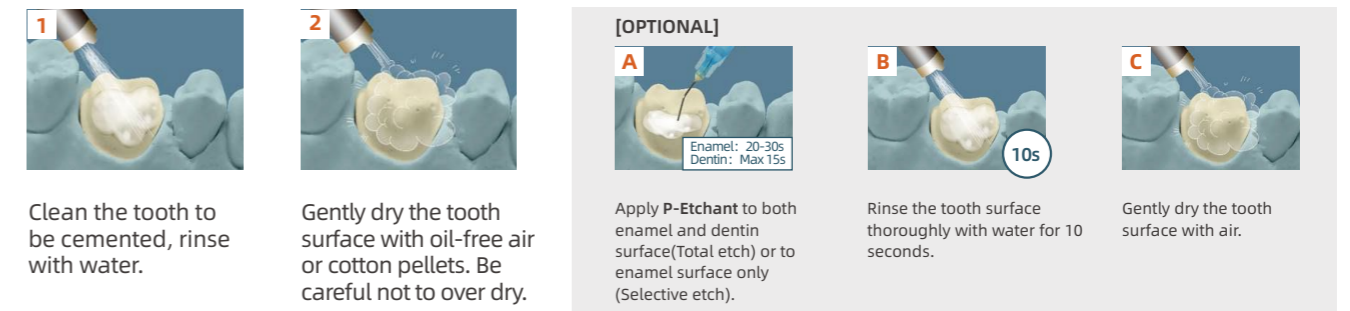 1
Clean the tooth to
be cemented, rinse
with water.
2
Gently dry the tooth
surface with oil-free air
or cotton pellets. Be
careful not to over dry.
[OPTIONAL]
A
Enamel: 20-30s
Dentin: Max 15s
Apply P-Etchant to both
enamel and dentin
surface(Total etch) or to
enamel surface only
(Selective etch).
B
10s
Rinse the tooth surface
thoroughly with water for 10
seconds.
C
Gently dry the tooth
surface with air.